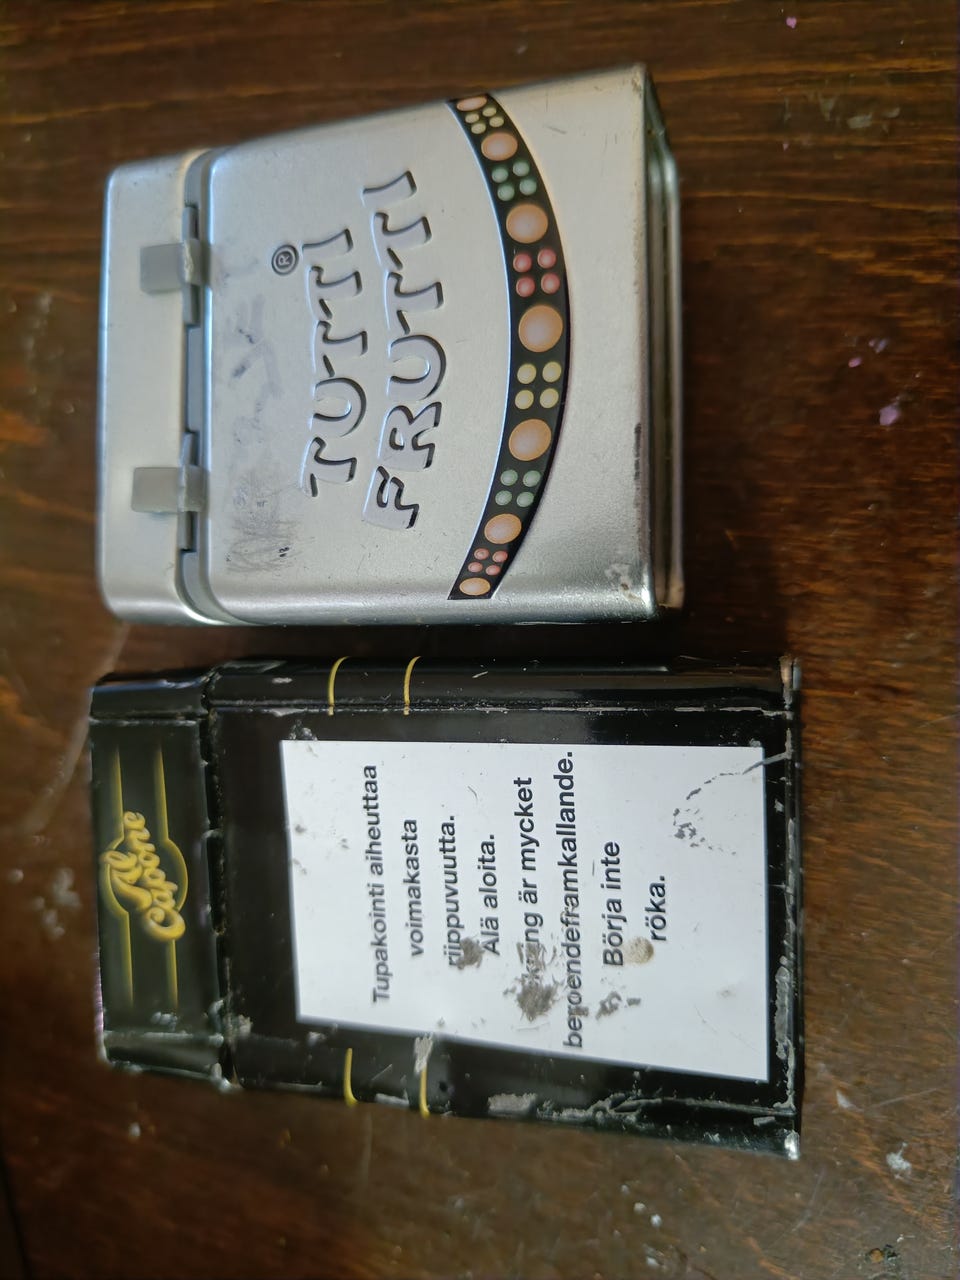 TUTTI®
FRUTTI
Al
Capone
Tupakointi aiheuttaa
voimakasta
riippuvuutta.
Älä aloita.
är mycket
beroendeframkallande.
Börja inte
röka.